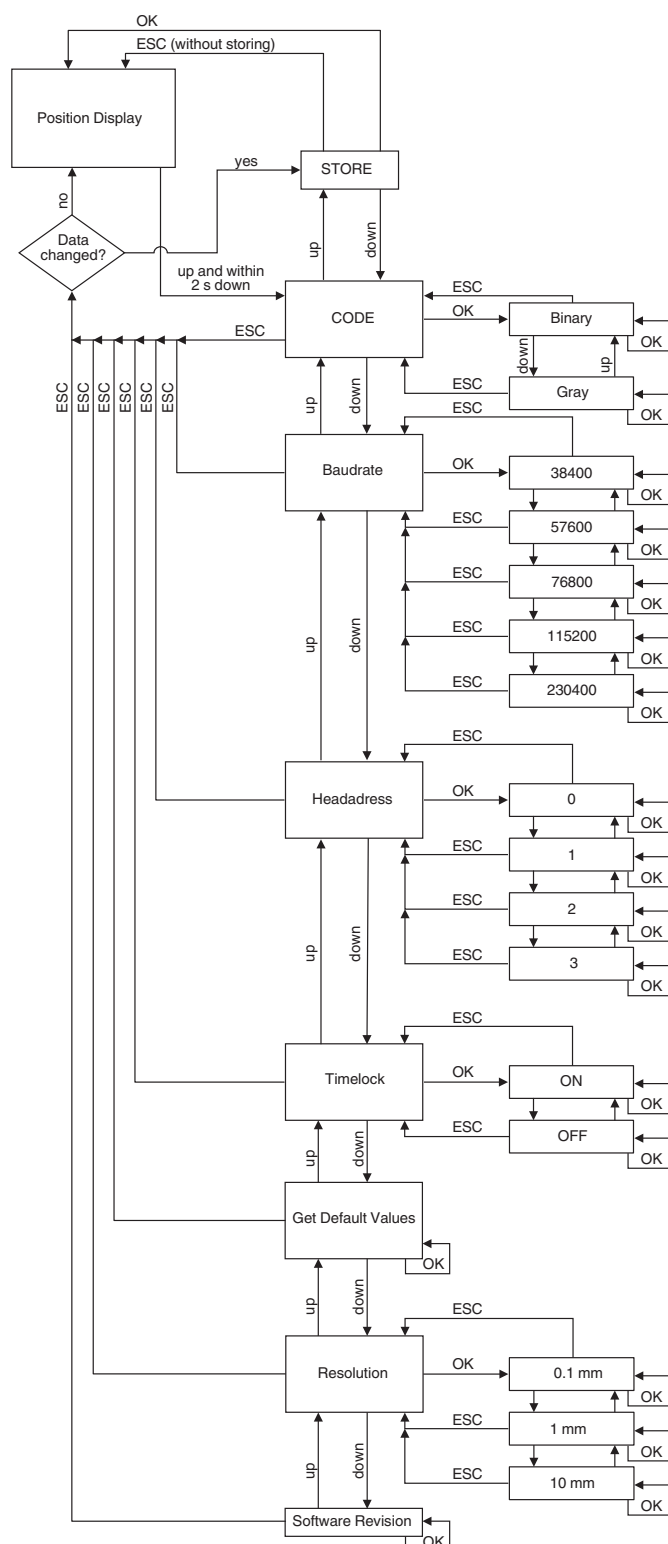 OK
ESC (without storing)
Position Display
yes
STORE
no
Data
changed?
up
down
up and within
2 s down
ESC
CODE
ESC
OK
Binary
OK
down
up
ESC
Gray
OK
ESC
ESC
ESC
ESC
ESC
ESC
up
down
ESC
Baudrate
OK
38400
OK
ESC
57600
OK
ESC
76800
OK
ESC
115200
OK
ESC
230400
OK
up
down
ESC
Headadress
OK
0
OK
ESC
1
OK
ESC
2
OK
ESC
3
OK
up
down
ESC
Timelock
OK
ON
OK
ESC
OFF
OK
up
down
Get Default Values
OK
up
down
ESC
Resolution
OK
0.1 mm
OK
ESC
1 mm
OK
ESC
10 mm
OK
up
down
Software Revision
OK